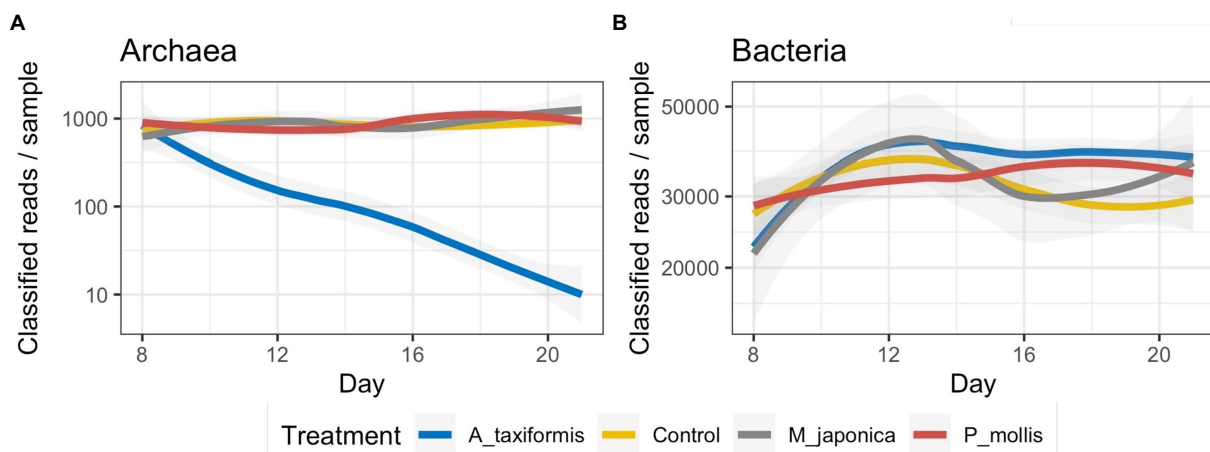 A
Archaea
Classified reads / sample
1000
100
10
8
12
16
20
Day
B
Bacteria
Classified reads / sample
50000
30000
20000
8
12
16
20
Day
Treatment A_taxiformis Control M_japonica P_mollis